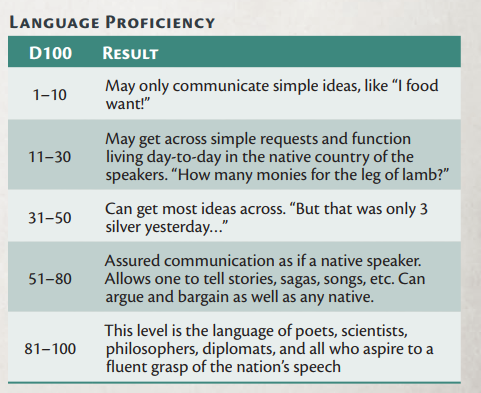 Language Proficiency
D100 Result
1–10 May only communicate simple ideas, like “I food
want!”
11–30 May get across simple requests and function
living day-to-day in the native country of the
speakers. “How many monies for the leg of lamb?”
31–50 Can get most ideas across. “But that was only 3
silver yesterday...”
51–80 Assured communication as if a native speaker.
Allows one to tell stories, sagas, songs, etc. Can
argue and bargain as well as any native.
81–100 This level is the language of poets, scientists,
philosophers, diplomats, and all who aspire to a
fluent grasp of the nation’s speech